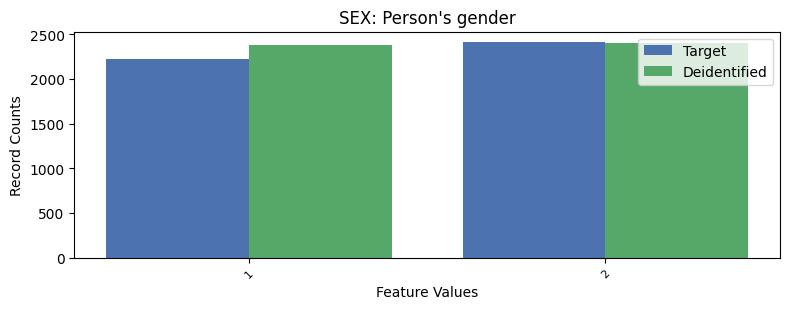 SEX: Person's gender
Target
Deidentified
2500
2000
1500
1000
500
0
Record Counts
1
2
Feature Values